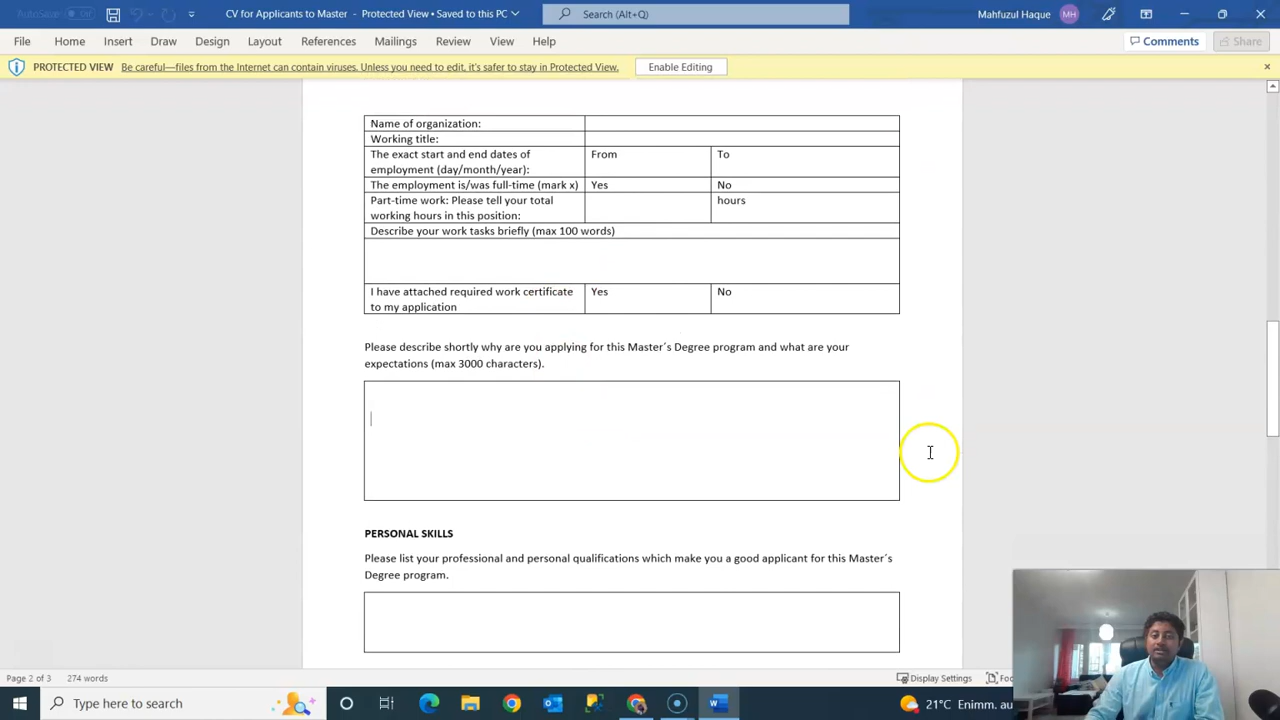 AutoSave Off
CV for Applicants to Master - Protected View • Saved to this PC
Search (Alt+Q)
Mahfuzul Haque
MH
File Home Insert Draw Design Layout References Mailings Review View Help
Comments
Share
PROTECTED VIEW Be careful—files from the Internet can contain viruses. Unless you need to edit, it's safer to stay in Protected View.
Enable Editing
Name of organization:
Working title:
The exact start and end dates of
employment (day/month/year):
From
To
The employment is/was full-time (mark x)
Yes
No
Part-time work: Please tell your total
working hours in this position:
hours
Describe your work tasks briefly (max 100 words)
I have attached required work certificate
to my application
Yes
No
Please describe shortly why are you applying for this Master´s Degree program and what are your
expectations (max 3000 characters).
PERSONAL SKILLS
Please list your professional and personal qualifications which make you a good applicant for this Master´s
Degree program.
Page 2 of 3 274 words
Display Settings
Type here to search
21°C Enimm. au